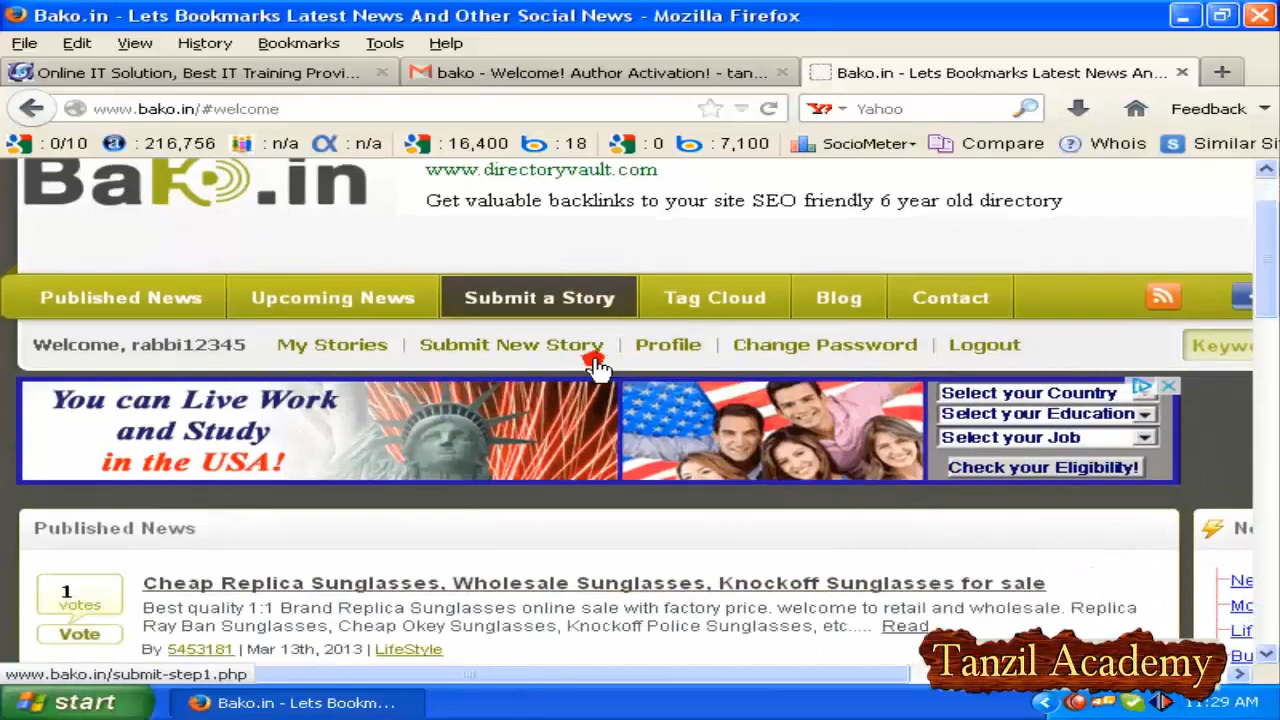 Bako.in - Lets Bookmarks Latest News And Other Social News - Mozilla Firefox
File Edit View History Bookmarks Tools Help
Online IT Solution, Best IT Training Provi... bako - Welcome! Author Activation! - tan... Bako.in - Lets Bookmarks Latest News An...
www.bako.in/#welcome Yahoo Feedback
: 0/10 : 216,756 : n/a : n/a : 16,400 : 18 : 0 : 7,100 SocioMeter Compare Whois Similar Si
Bako.in
www.directoryvault.com
Get valuable backlinks to your site SEO friendly 6 year old directory
Published News Upcoming News Submit a Story Tag Cloud Blog Contact
Welcome, rabbi12345 My Stories | Submit New Story | Profile | Change Password | Logout Keywo
You can Live Work
and Study
in the USA!
Select your Country
Select your Education
Select your Job
Check your Eligibility!
Published News
Ne
1
votes
Vote
Cheap Replica Sunglasses, Wholesale Sunglasses, Knockoff Sunglasses for sale
Best quality 1:1 Brand Replica Sunglasses online sale with factory price. welcome to retail and wholesale. Replica
Ray Ban Sunglasses, Cheap Okey Sunglasses, Knockoff Police Sunglasses, etc..... Read
By 5453181 | Mar 13th, 2013 | LifeStyle
Ne
Mo
Lif
Bu
Tanzil Academy
www.bako.in/submit-step1.php
start Bako.in - Lets Bookm... 11:29 AM